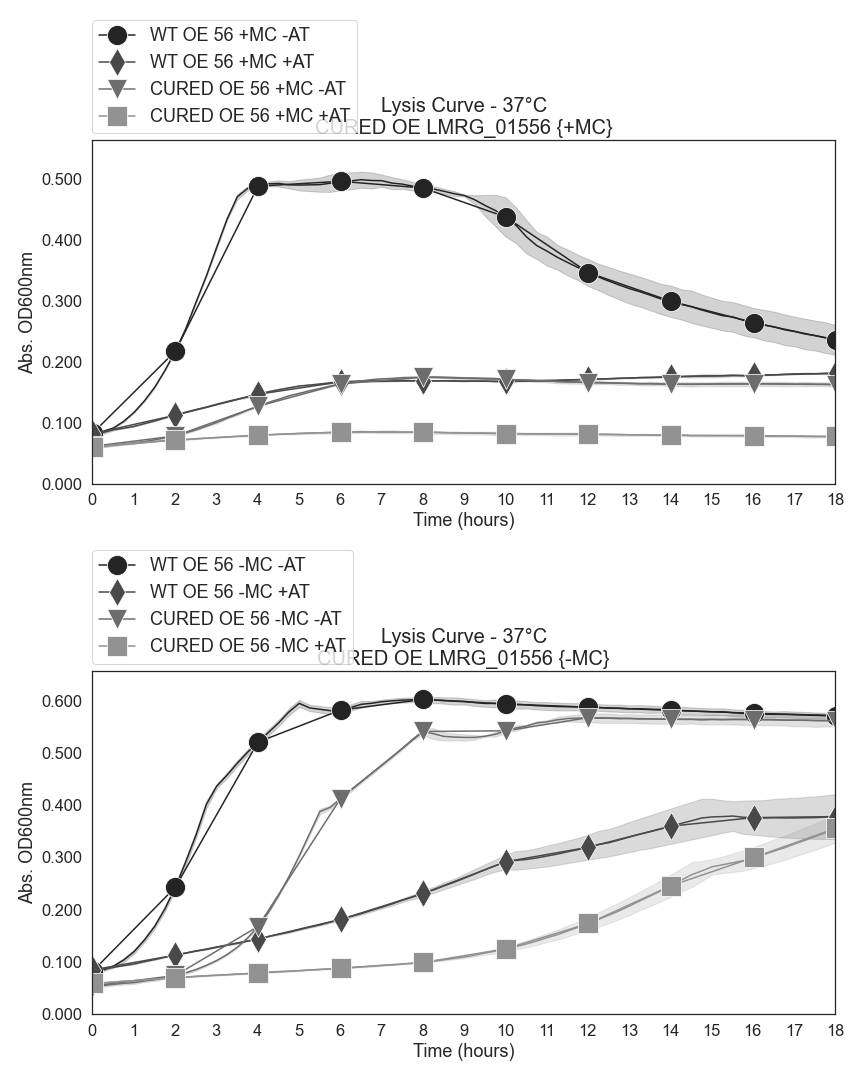 WT OE 56 +MC -AT
WT OE 56 +MC +AT
CURED OE 56 +MC -AT
CURED OE 56 +MC +AT
Lysis Curve - 37°C
CURED OE LMRG_01556 {+MC}
0.500
0.400
0.300
0.200
0.100
0.000
Abs. OD600nm
0 1 2 3 4 5 6 7 8 9 10 11 12 13 14 15 16 17 18
Time (hours)
WT OE 56 -MC -AT
WT OE 56 -MC +AT
CURED OE 56 -MC -AT
CURED OE 56 -MC +AT
Lysis Curve - 37°C
CURED OE LMRG_01556 {-MC}
0.600
0.500
0.400
0.300
0.200
0.100
0.000
Abs. OD600nm
0 1 2 3 4 5 6 7 8 9 10 11 12 13 14 15 16 17 18
Time (hours)